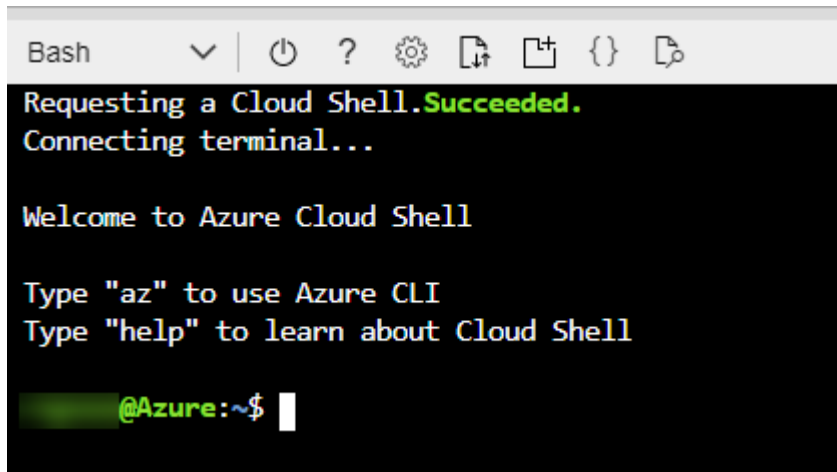 Bash ?  {}
Requesting a Cloud Shell.Succeeded.
Connecting terminal...
Welcome to Azure Cloud Shell
Type "az" to use Azure CLI
Type "help" to learn about Cloud Shell
@Azure:~$